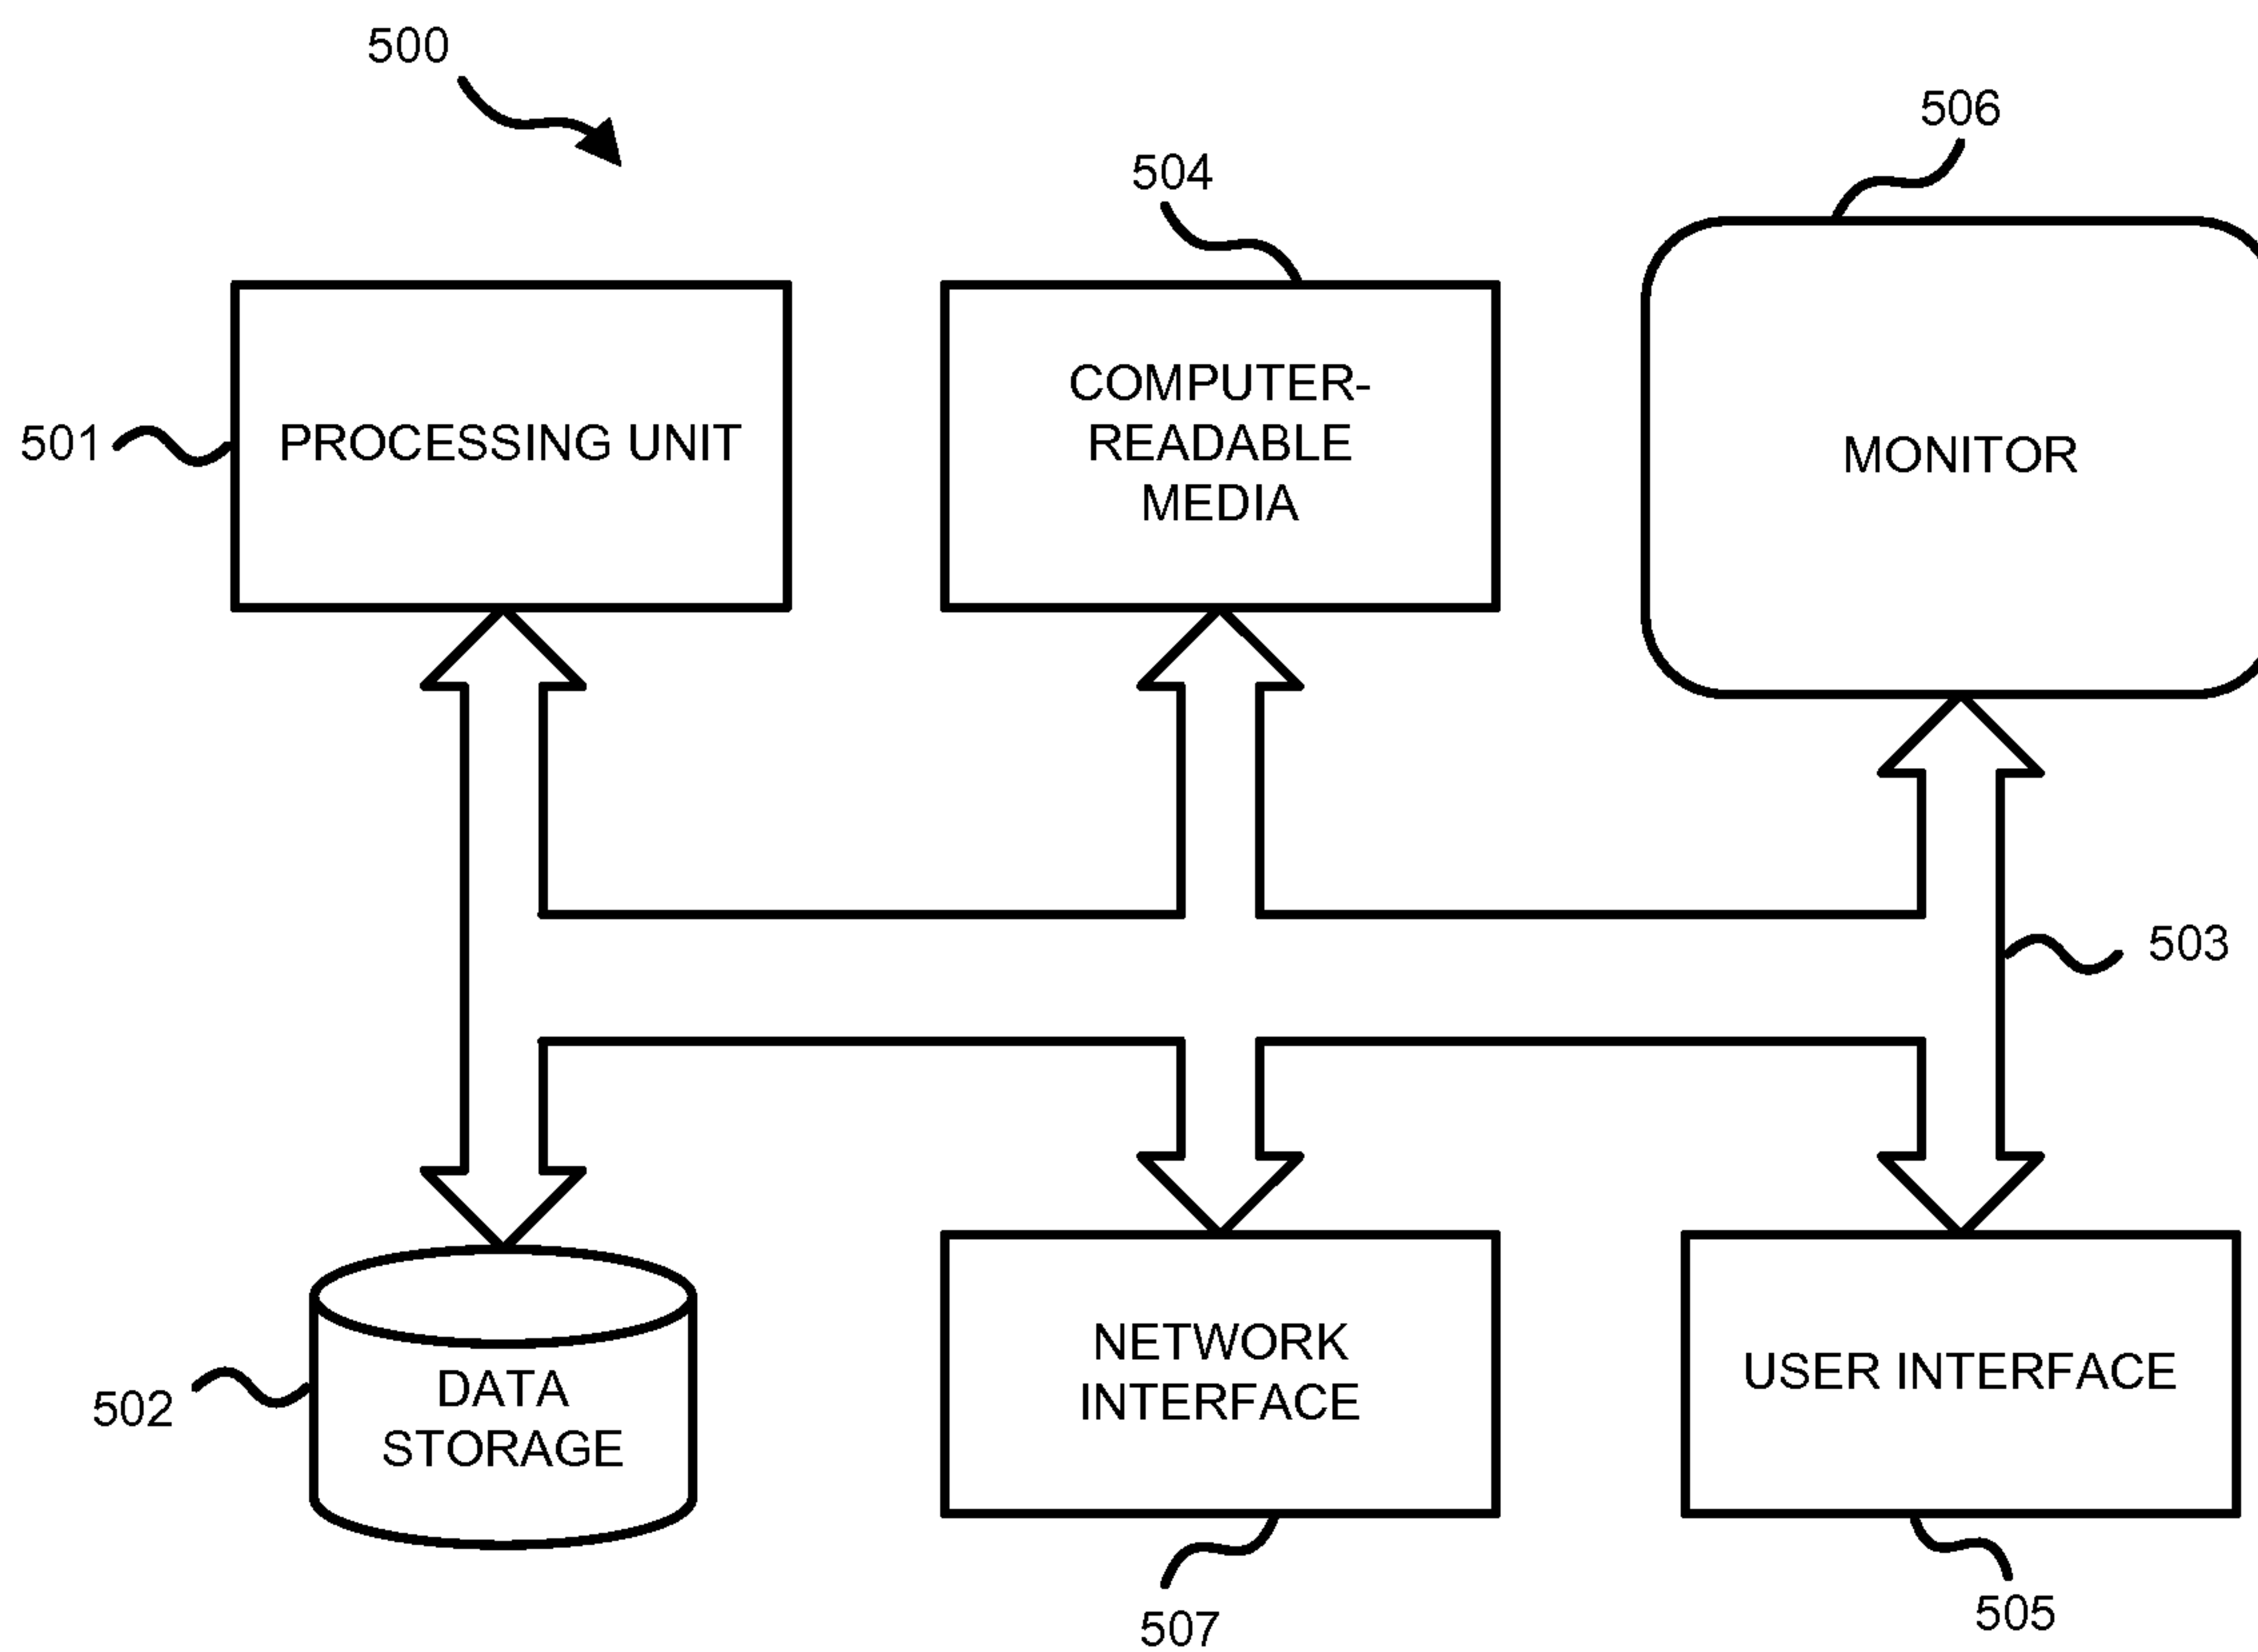 500
506
504
COMPUTER-
READABLE
MEDIA
501
PROCESSING UNIT
MONITOR
503
DATA
STORAGE
502
NETWORK
INTERFACE
USER INTERFACE
507
505